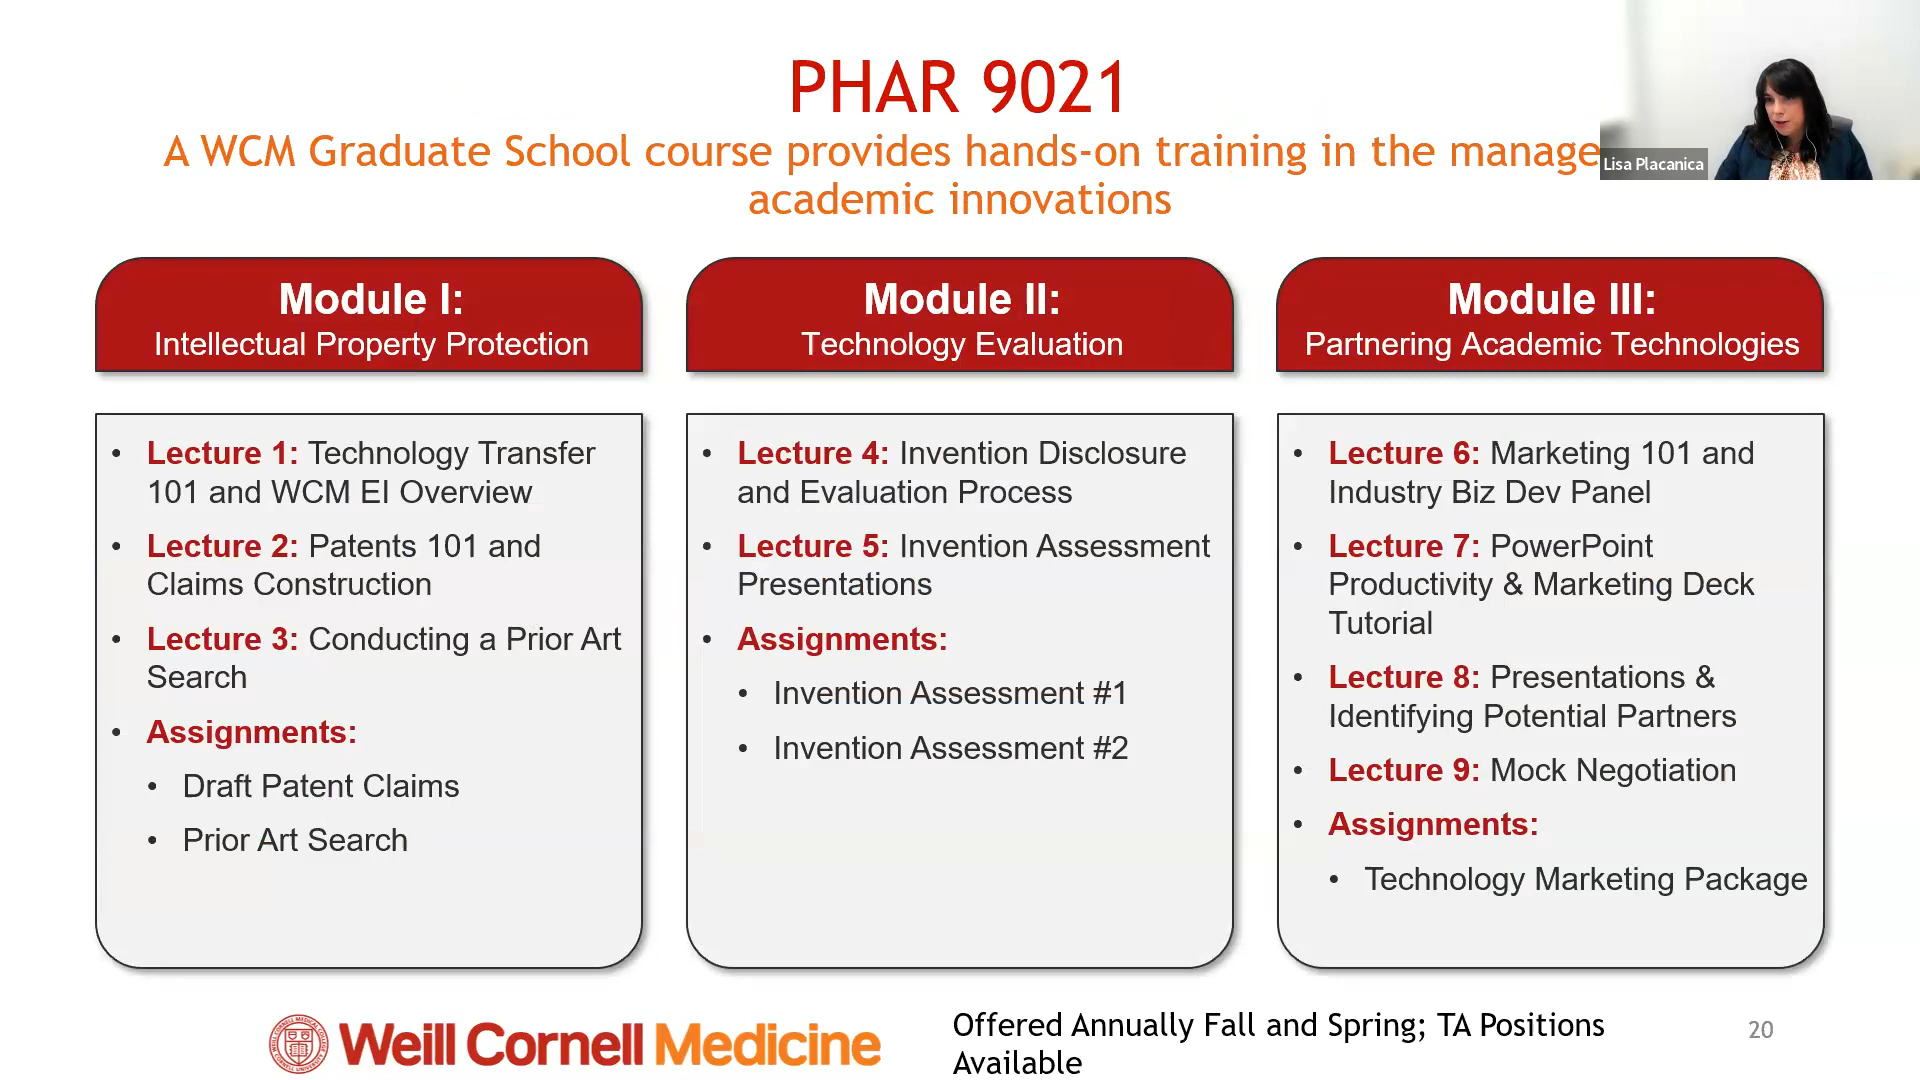 PHAR 9021
A WCM Graduate School course provides hands-on training in the manage
academic innovations
Lisa Placanica
Module I:
Intellectual Property Protection
• Lecture 1: Technology Transfer
101 and WCM EI Overview
• Lecture 2: Patents 101 and
Claims Construction
• Lecture 3: Conducting a Prior Art
Search
• Assignments:
• Draft Patent Claims
• Prior Art Search
Module II:
Technology Evaluation
• Lecture 4: Invention Disclosure
and Evaluation Process
• Lecture 5: Invention Assessment
Presentations
• Assignments:
• Invention Assessment #1
• Invention Assessment #2
Module III:
Partnering Academic Technologies
• Lecture 6: Marketing 101 and
Industry Biz Dev Panel
• Lecture 7: PowerPoint
Productivity & Marketing Deck
Tutorial
• Lecture 8: Presentations &
Identifying Potential Partners
• Lecture 9: Mock Negotiation
• Assignments:
• Technology Marketing Package
Weill Cornell Medicine
Offered Annually Fall and Spring; TA Positions
Available
20